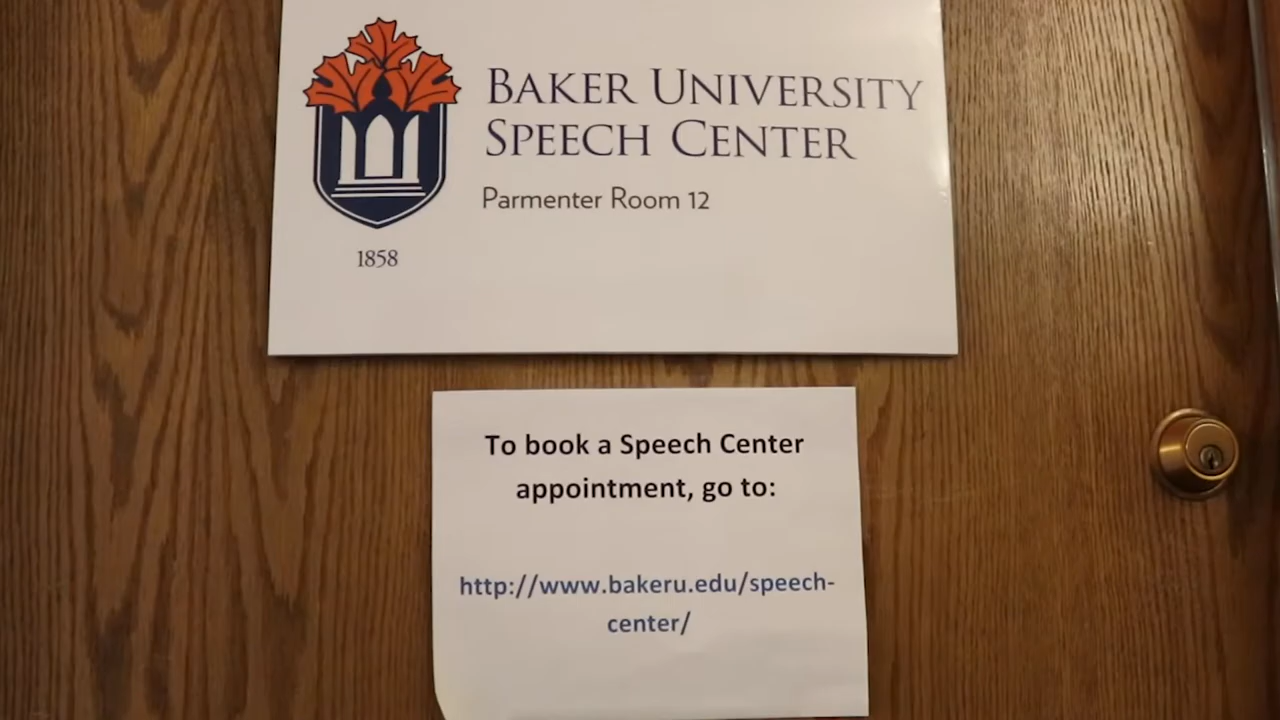 BAKER UNIVERSITY
SPEECH CENTER
Parmenter Room 12
1858
To book a Speech Center
appointment, go to:
http://www.bakeru.edu/speech-
center/